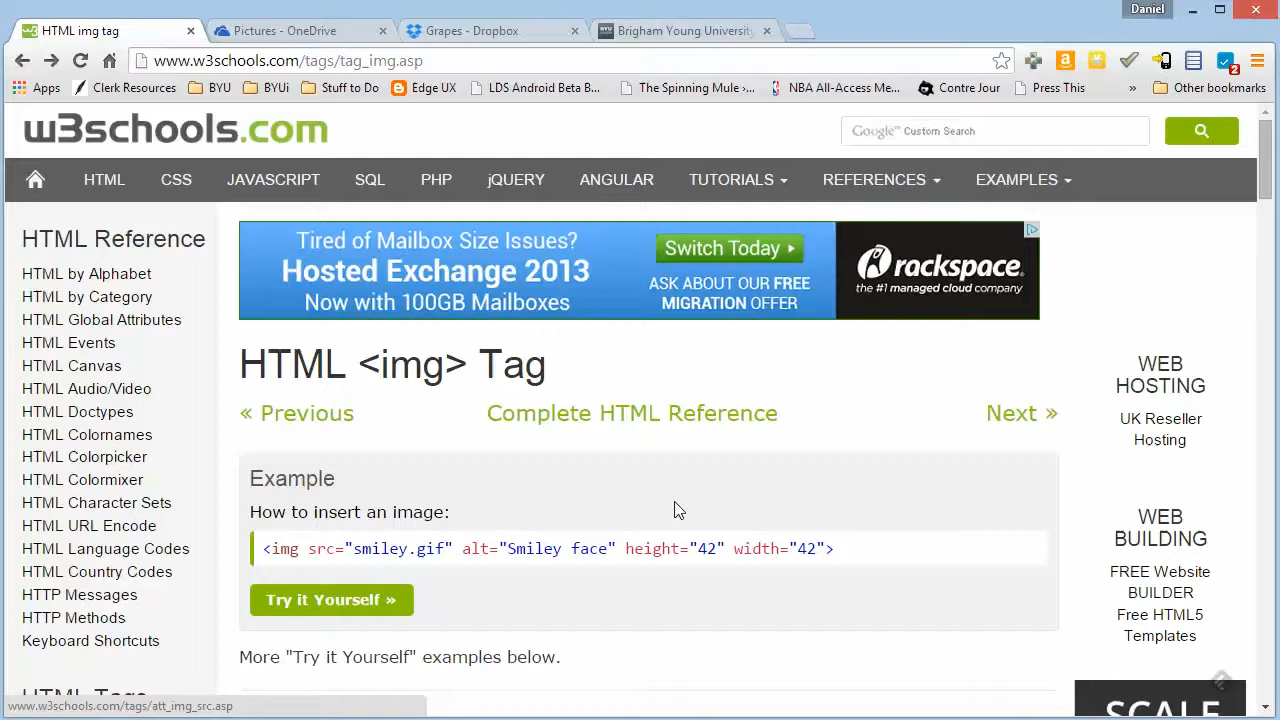 Daniel
HTML img tag
Pictures - OneDrive
Grapes - Dropbox
Brigham Young University
www.w3schools.com/tags/tag_img.asp
2
Apps
Clerk Resources
BYU
BYUi
Stuff to Do
Edge UX
LDS Android Beta B...
The Spinning Mule ›...
NBA All-Access Me...
Contre Jour
Press This
»
Other bookmarks
w3schools.com
Google™ Custom Search
HTML
CSS
JAVASCRIPT
SQL
PHP
jQUERY
ANGULAR
TUTORIALS
REFERENCES
EXAMPLES
HTML Reference
HTML by Alphabet
HTML by Category
HTML Global Attributes
HTML Events
HTML Canvas
HTML Audio/Video
HTML Doctypes
HTML Colornames
HTML Colorpicker
HTML Colormixer
HTML Character Sets
HTML URL Encode
HTML Language Codes
HTML Country Codes
HTTP Messages
HTTP Methods
Keyboard Shortcuts
HTML Tags
Tired of Mailbox Size Issues?
Hosted Exchange 2013
Now with 100GB Mailboxes
Switch Today
ASK ABOUT OUR FREE
MIGRATION OFFER
rackspace.
the #1 managed cloud company
HTML <img> Tag
« Previous
Complete HTML Reference
Next »
Example
How to insert an image:
<img src="smiley.gif" alt="Smiley face" height="42" width="42">
Try it Yourself »
More "Try it Yourself" examples below.
WEB
HOSTING
UK Reseller
Hosting
WEB
BUILDING
FREE Website
BUILDER
Free HTML5
Templates
SCALE
www.w3schools.com/tags/att_img_src.asp